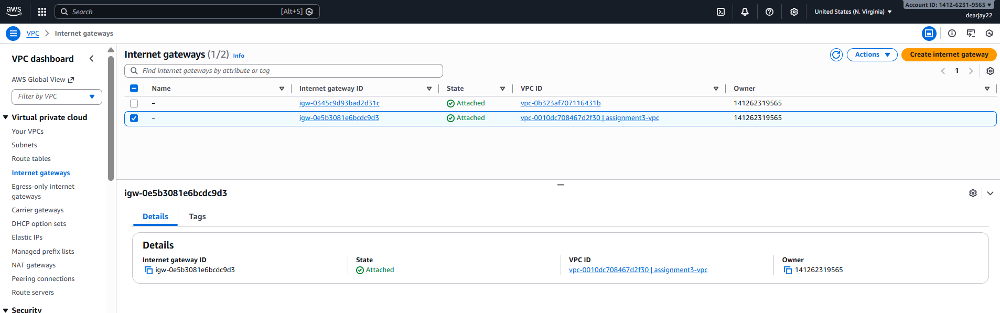 aws
Search [Alt+S]
United States (N. Virginia)
Account ID: 1412-6231-9565
dearjay22
VPC Internet gateways
VPC dashboard
AWS Global View
Filter by VPC
Virtual private cloud
Your VPCs
Subnets
Route tables
Internet gateways
Egress-only internet
gateways
Carrier gateways
DHCP option sets
Elastic IPs
Managed prefix lists
NAT gateways
Peering connections
Route servers
Security
Internet gateways (1/2) Info
Actions
Create internet gateway
Find internet gateways by attribute or tag
1
Name Internet gateway ID State VPC ID Owner
– igw-0345c9d93bad2d31c Attached vpc-0b323af707116431b 141262319565
– igw-0e5b3081e6bcdc9d3 Attached vpc-0010dc708467d2f30 | assignment3-vpc 141262319565
igw-0e5b3081e6bcdc9d3
Details Tags
Details
Internet gateway ID State VPC ID Owner
igw-0e5b3081e6bcdc9d3 Attached vpc-0010dc708467d2f30 | assignment3-vpc 141262319565